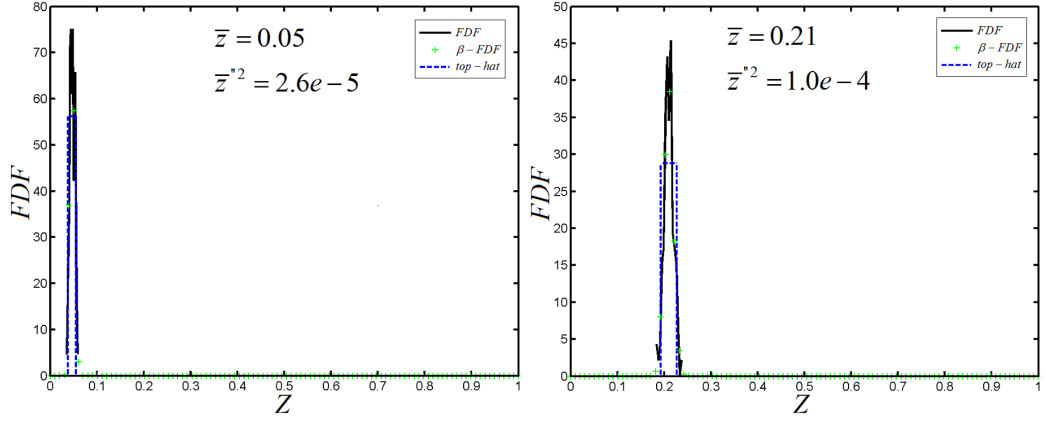 80
70
60
50
40
30
20
10
0
FDF
z̅ = 0.05
z̅"² = 2.6e − 5
FDF
β − FDF
top − hat
0 0.1 0.2 0.3 0.4 0.5 0.6 0.7 0.8 0.9 1
Z
50
45
40
35
30
25
20
15
10
5
0
FDF
z̅ = 0.21
z̅"² = 1.0e − 4
FDF
β − FDF
top − hat
0 0.1 0.2 0.3 0.4 0.5 0.6 0.7 0.8 0.9 1
Z